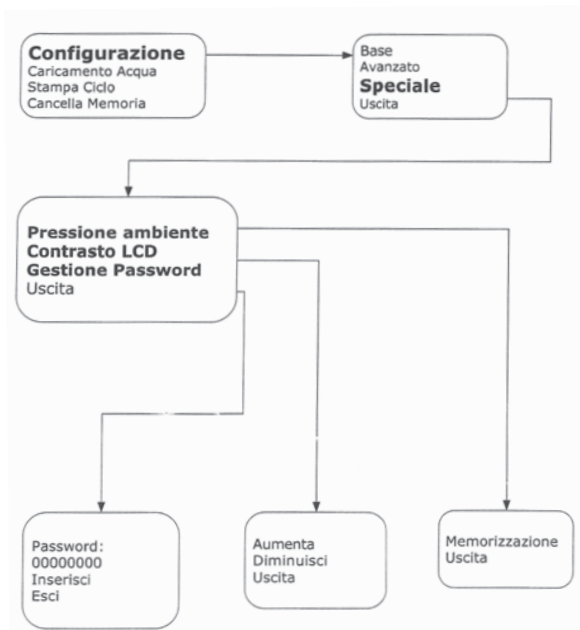 Configurazione
Caricamento Acqua
Stampa Ciclo
Cancella Memoria
Base
Avanzato
Speciale
Uscita
Pressione ambiente
Contrasto LCD
Gestione Password
Uscita
Password:
00000000
Inserisci
Esci
Aumenta
Diminuisci
Uscita
Memorizzazione
Uscita